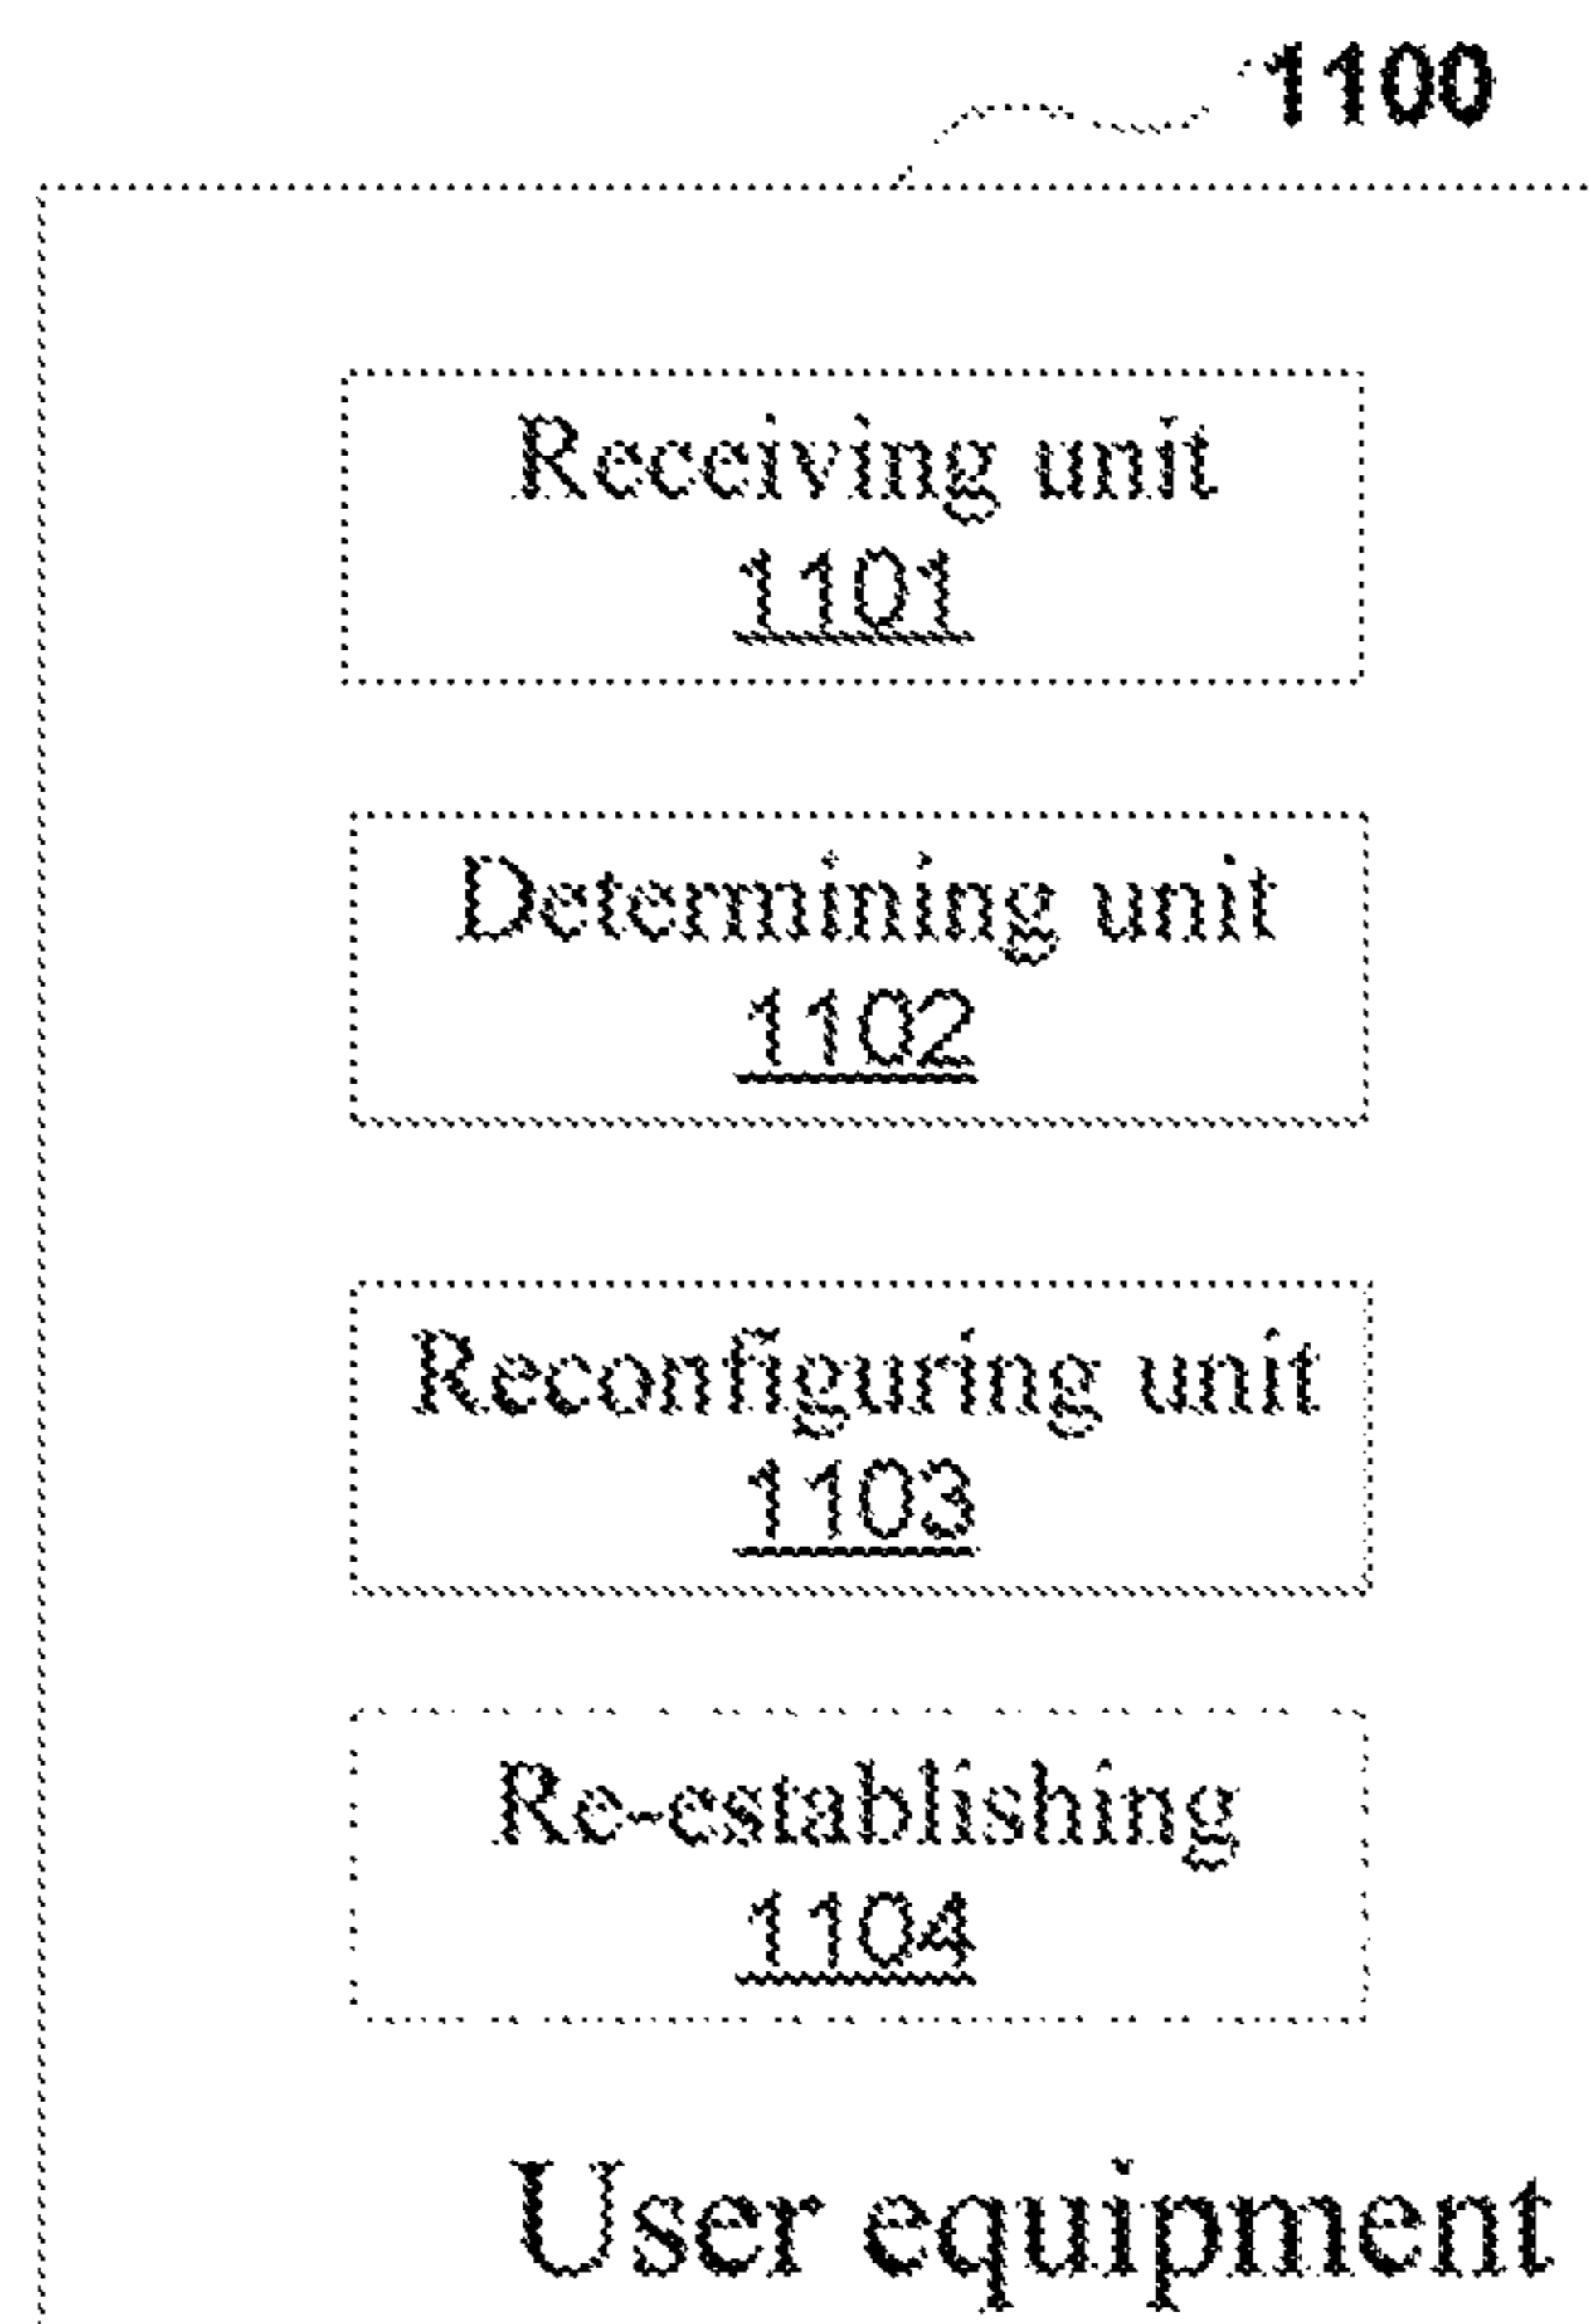 1100
Receiving unit
1101
Determining unit
1102
Reconfiguring unit
1103
Re-establishing
1104
User equipment